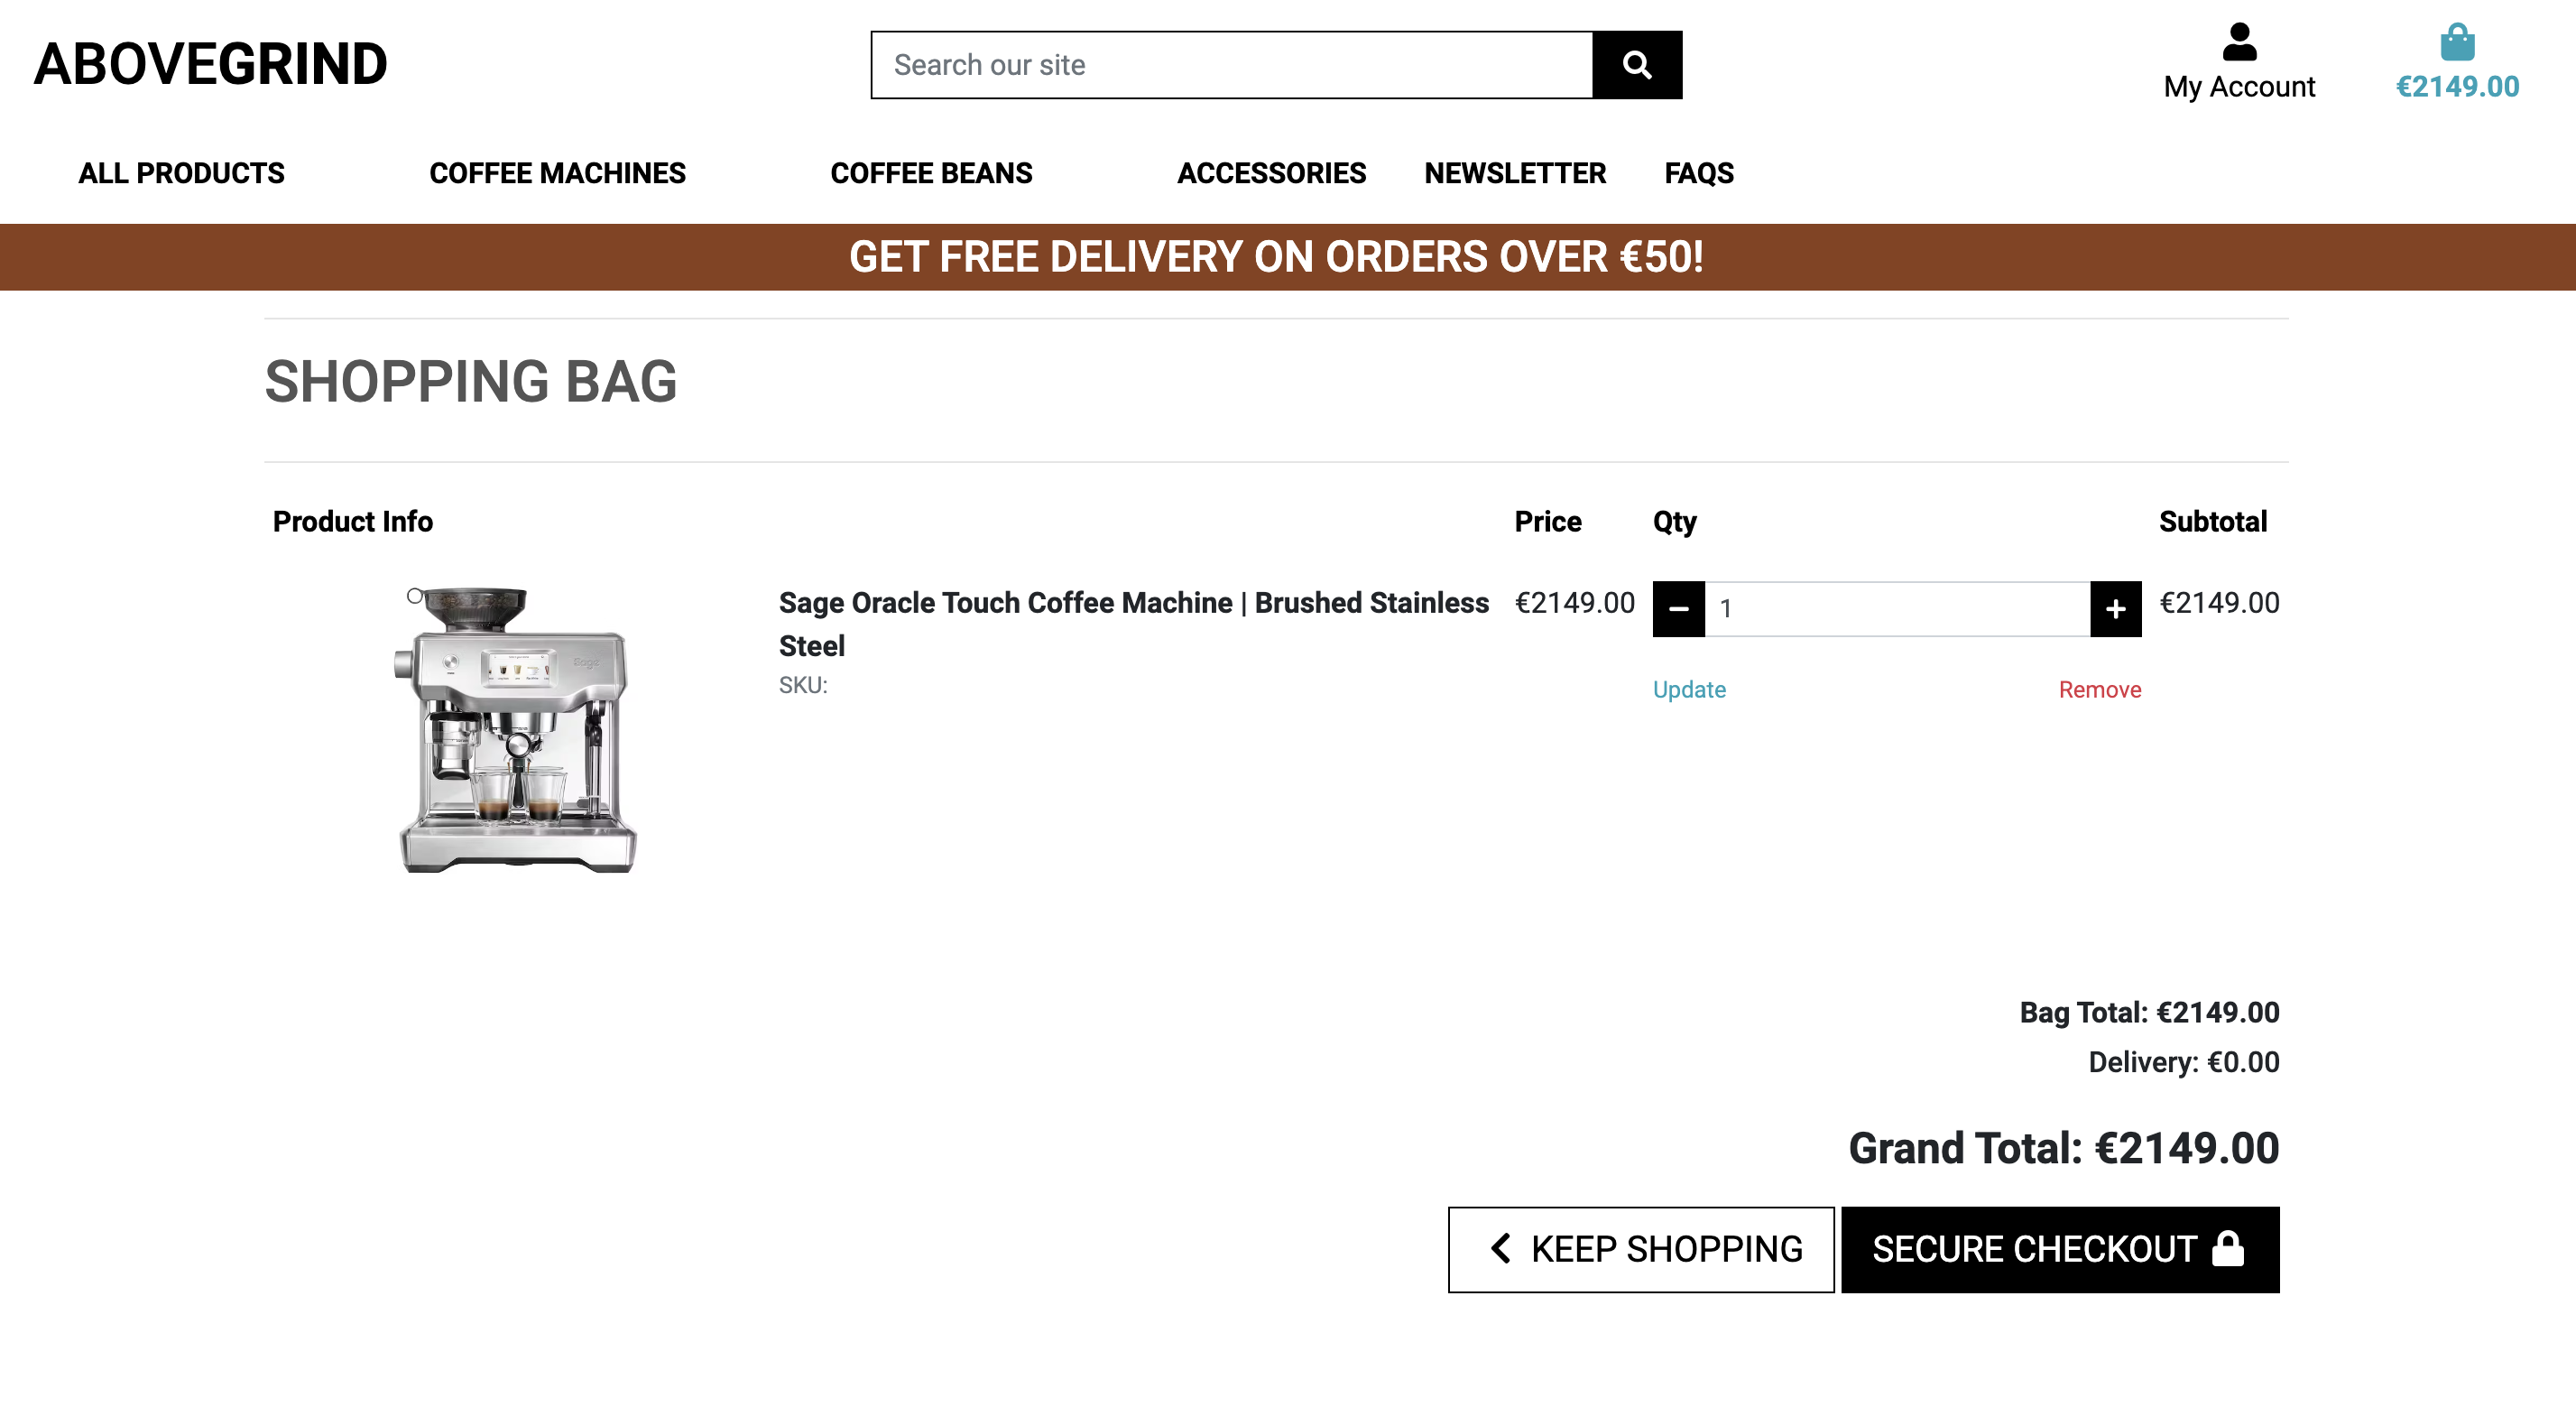 ABOVEGRIND
Search our site
My Account
€2149.00
ALL PRODUCTS
COFFEE MACHINES
COFFEE BEANS
ACCESSORIES
NEWSLETTER
FAQS
GET FREE DELIVERY ON ORDERS OVER €50!
SHOPPING BAG
Product Info
Price
Qty
Subtotal
Sage Oracle Touch Coffee Machine | Brushed Stainless
Steel
SKU:
€2149.00
1
€2149.00
Update
Remove
Bag Total: €2149.00
Delivery: €0.00
Grand Total: €2149.00
KEEP SHOPPING
SECURE CHECKOUT